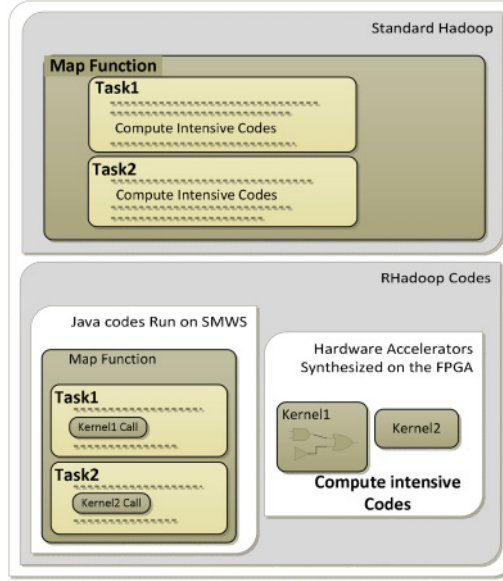 Standard Hadoop
Map Function
Task1
Compute Intensive Codes
Task2
Compute Intensive Codes
RHadoop Codes
Java codes Run on SMWS
Map Function
Task1
Kernel1 Call
Task2
Kernel2 Call
Hardware Accelerators
Synthesized on the FPGA
Kernel1
Kernel2
Compute intensive
Codes